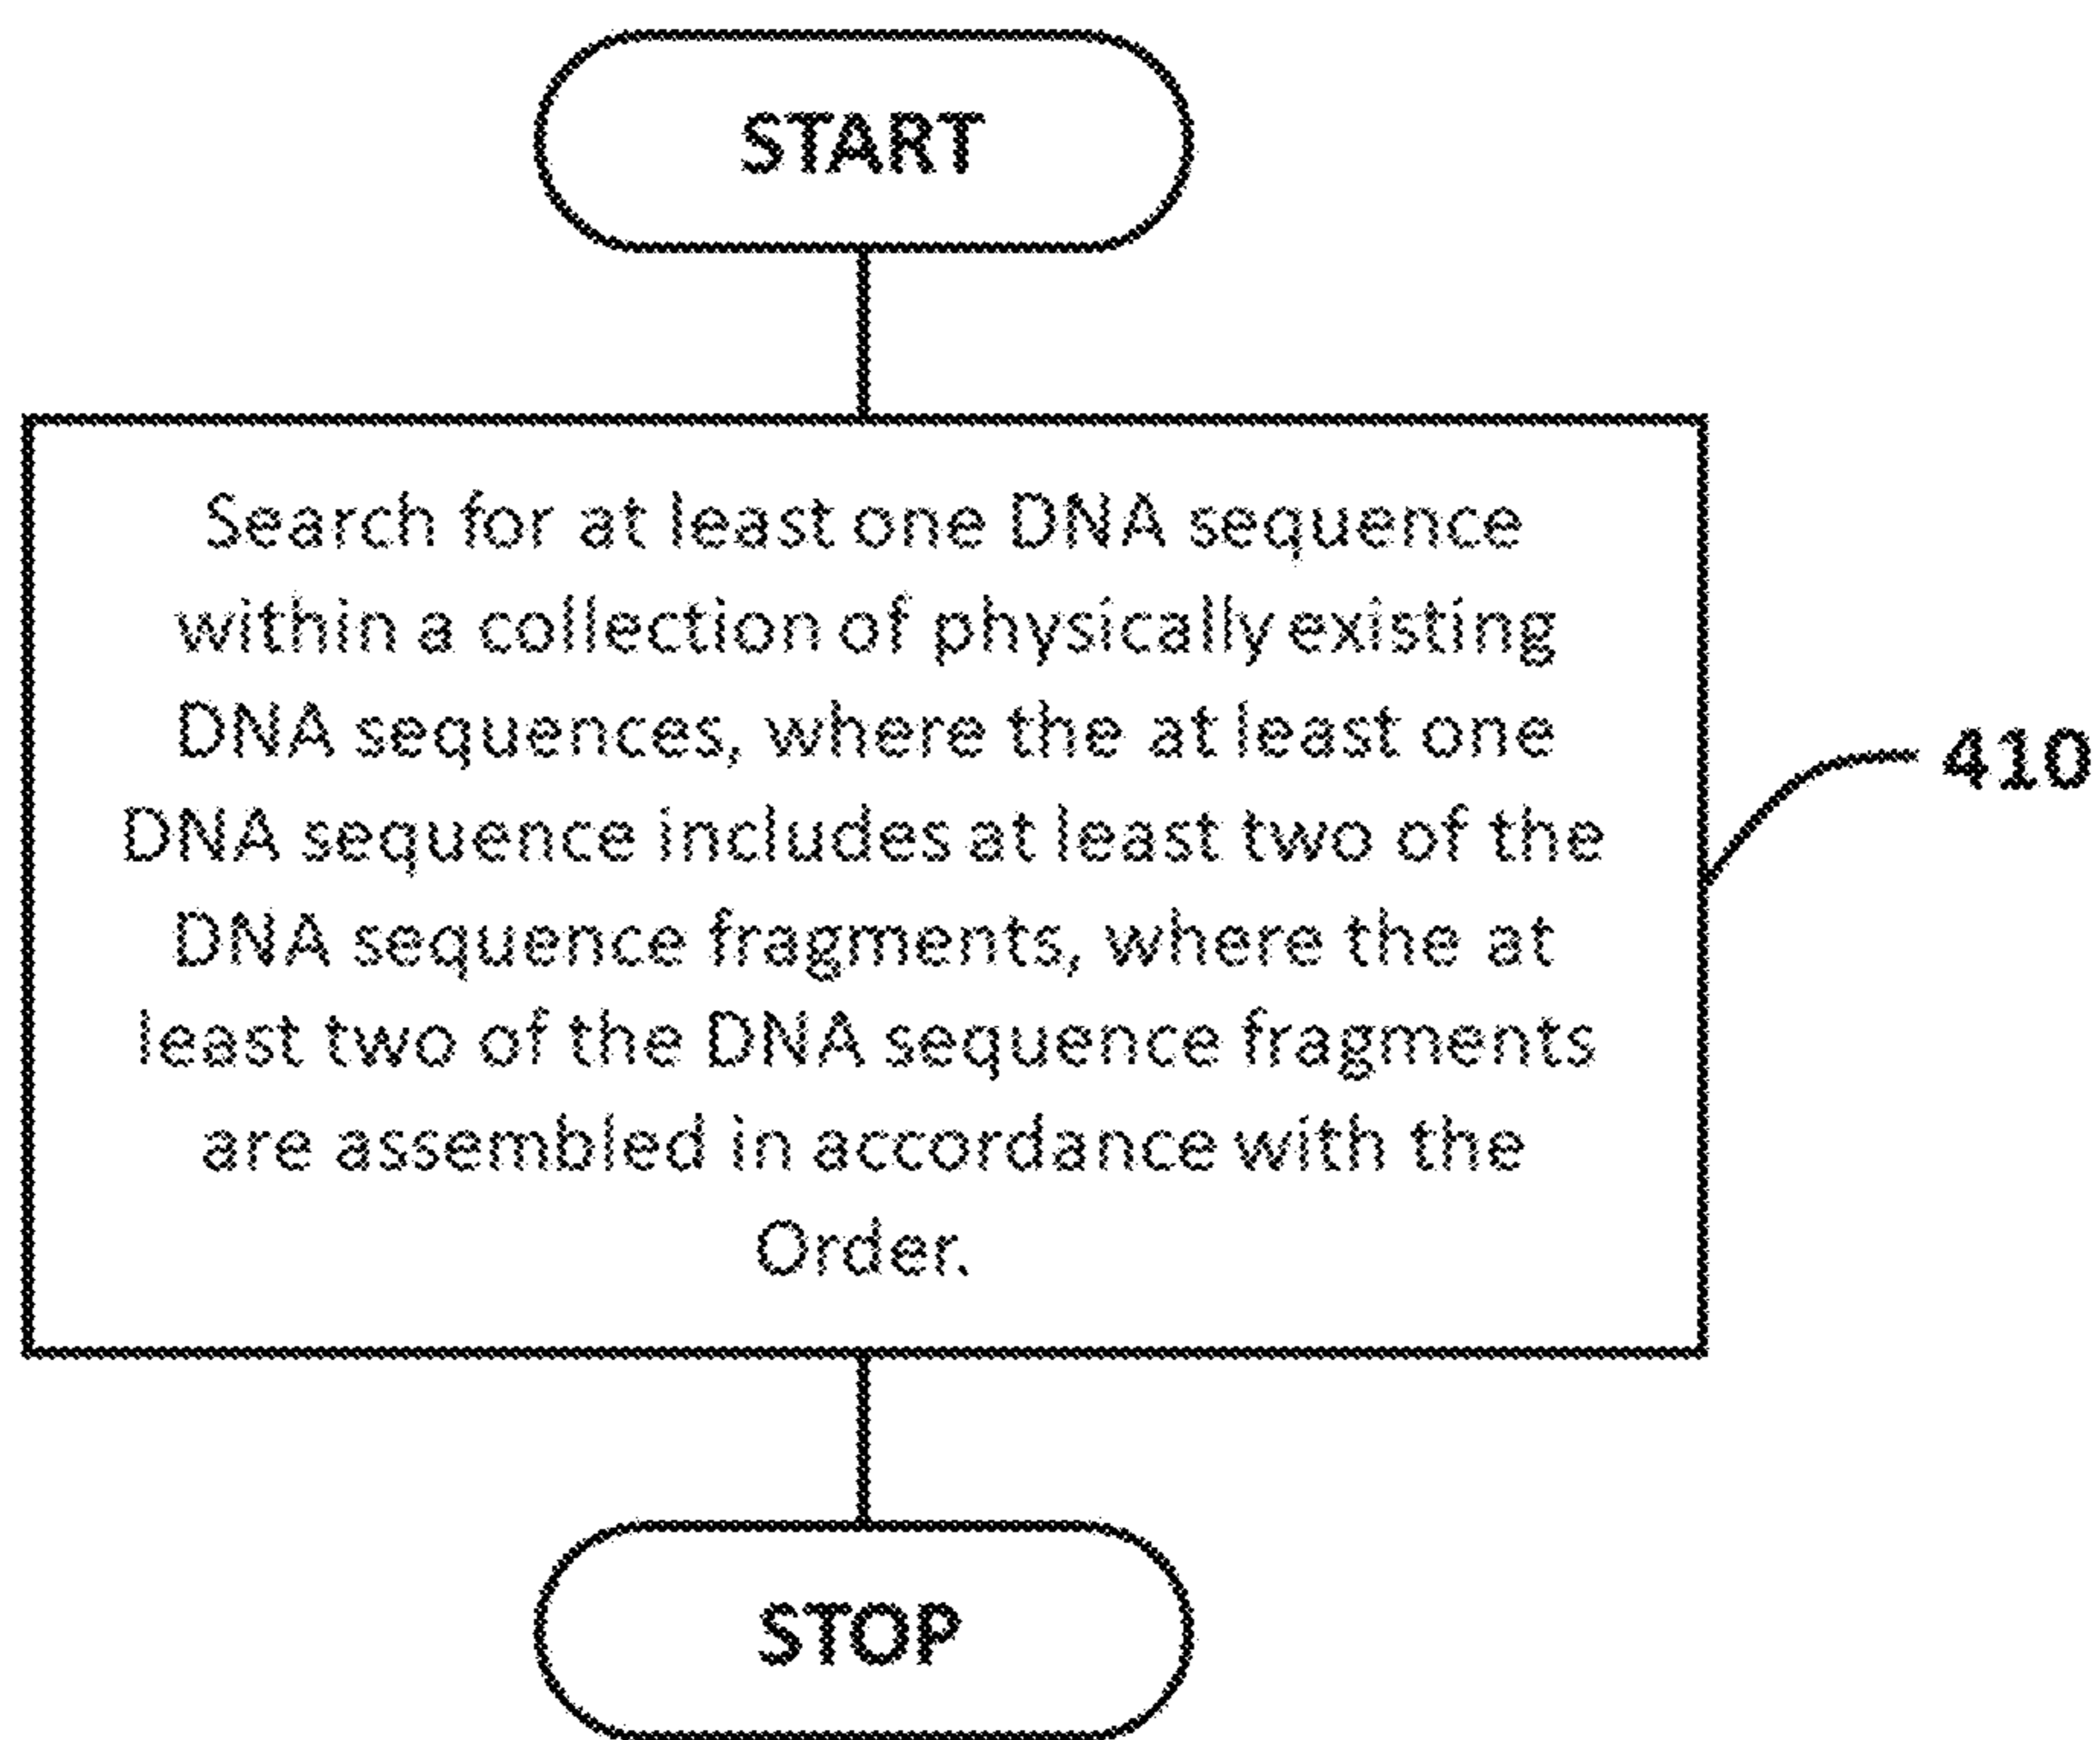 START
Search for at least one DNA sequence
within a collection of physically existing
DNA sequences, where the at least one
DNA sequence includes at least two of the
DNA sequence fragments, where the at
least two of the DNA sequence fragments
are assembled in accordance with the
Order.
410
STOP